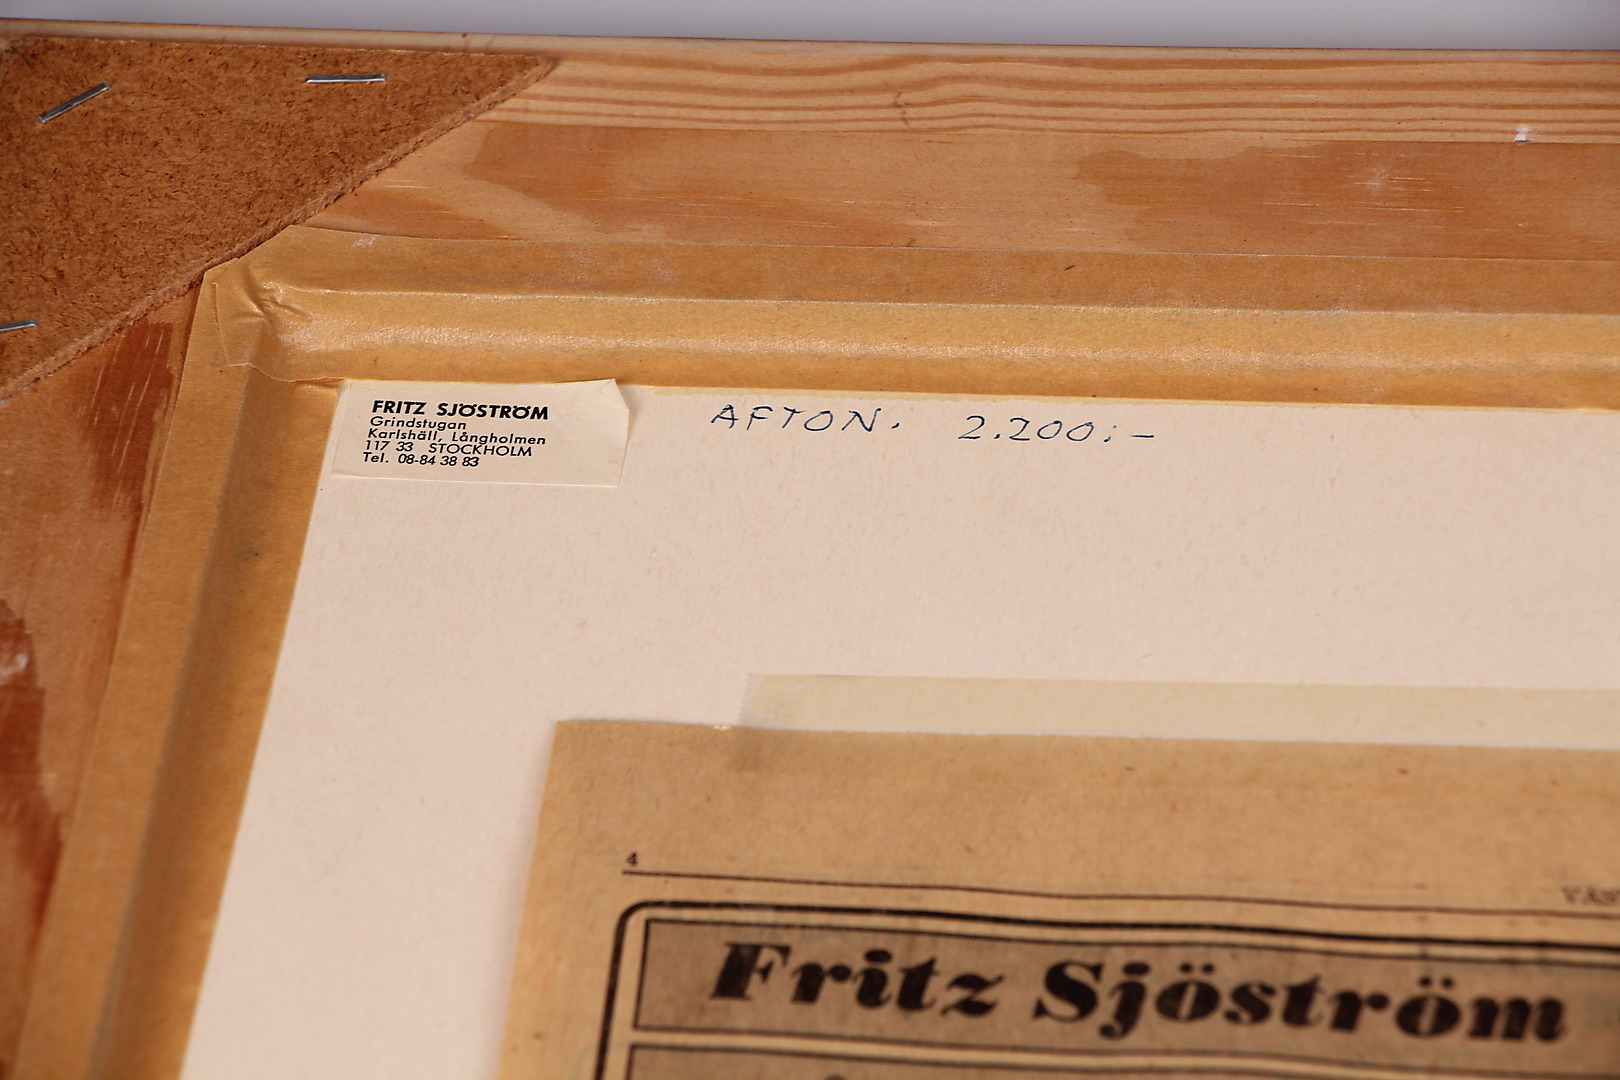 FRITZ SJÖSTRÖM
Grindstugan
Karlshäll, Långholmen
117 33 STOCKHOLM
Tel. 08-84 38 83
AFTON. 2.200:-
4
Fritz Sjöström